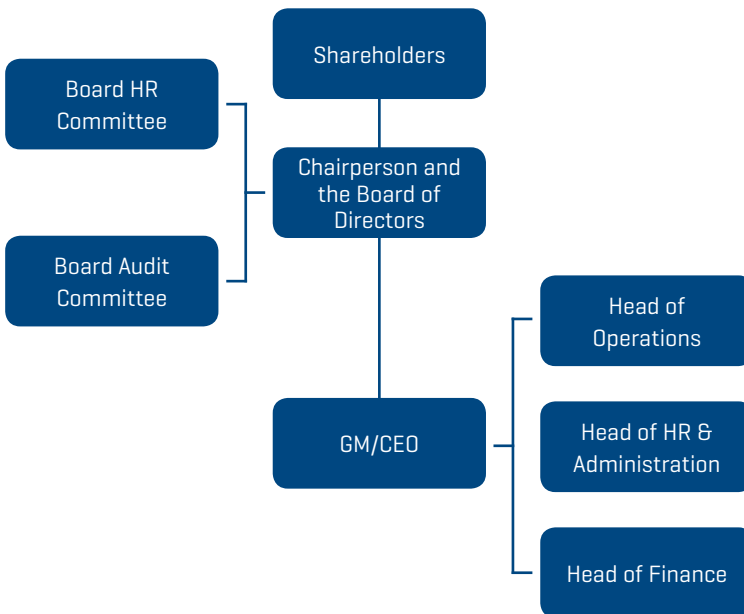 Shareholders
Board HR
Committee
Chairperson and
the Board of
Directors
Board Audit
Committee
Head of
Operations
GM/CEO
Head of HR &
Administration
Head of Finance